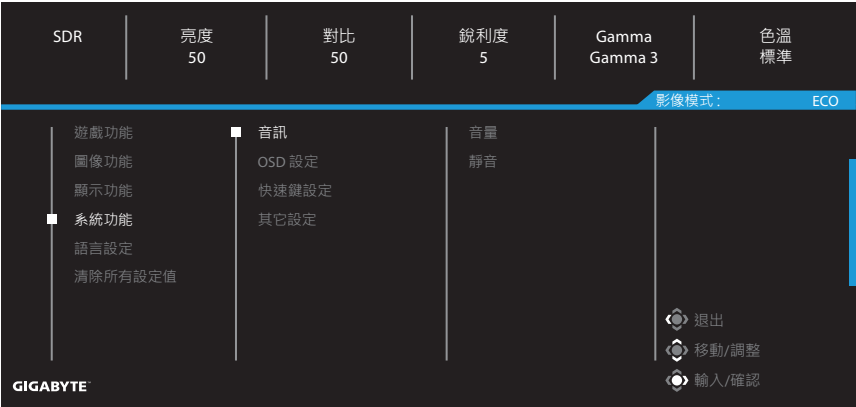 SDR 亮度 對比 銳利度 Gamma 色溫
50 50 5 Gamma 3 標準
影像模式: ECO
遊戲功能 音訊 音量
圖像功能 OSD 設定 靜音
顯示功能 快速鍵設定
系統功能 其它設定
語言設定
清除所有設定值
退出
移動/調整
輸入/確認
GIGABYTE™